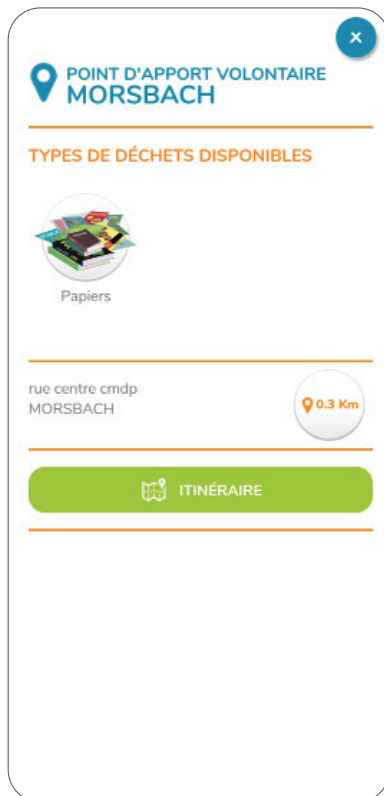 POINT D'APPORT VOLONTAIRE
MORSBACH
TYPES DE DÉCHETS DISPONIBLES
Papiers
rue centre cmdp
MORSBACH
0.3 Km
ITINÉRAIRE